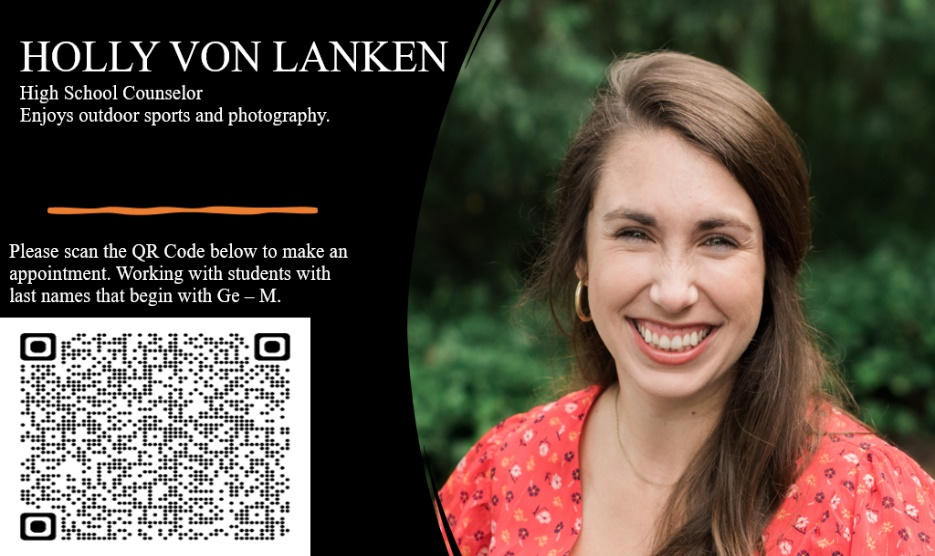 HOLLY VON LANKEN
High School Counselor
Enjoys outdoor sports and photography.
Please scan the QR Code below to make an
appointment. Working with students with
last names that begin with Ge – M.